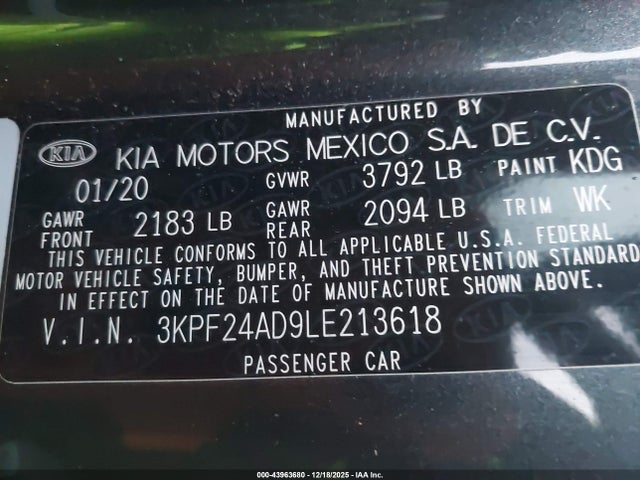 MANUFACTURED BY
KIA KIA MOTORS MEXICO S.A. DE C.V.
01/20 GVWR 3792 LB PAINT KDG
GAWR FRONT 2183 LB GAWR REAR 2094 LB TRIM WK
THIS VEHICLE CONFORMS TO ALL APPLICABLE U.S.A. FEDERAL
MOTOR VEHICLE SAFETY, BUMPER, AND THEFT PREVENTION STANDARD
IN EFFECT ON THE DATE OF MANUFACTURE SHOWN ABOVE.
V.I.N. 3KPF24AD9LE213618
PASSENGER CAR
000-43963680 - 12/18/2025 - IAA Inc.